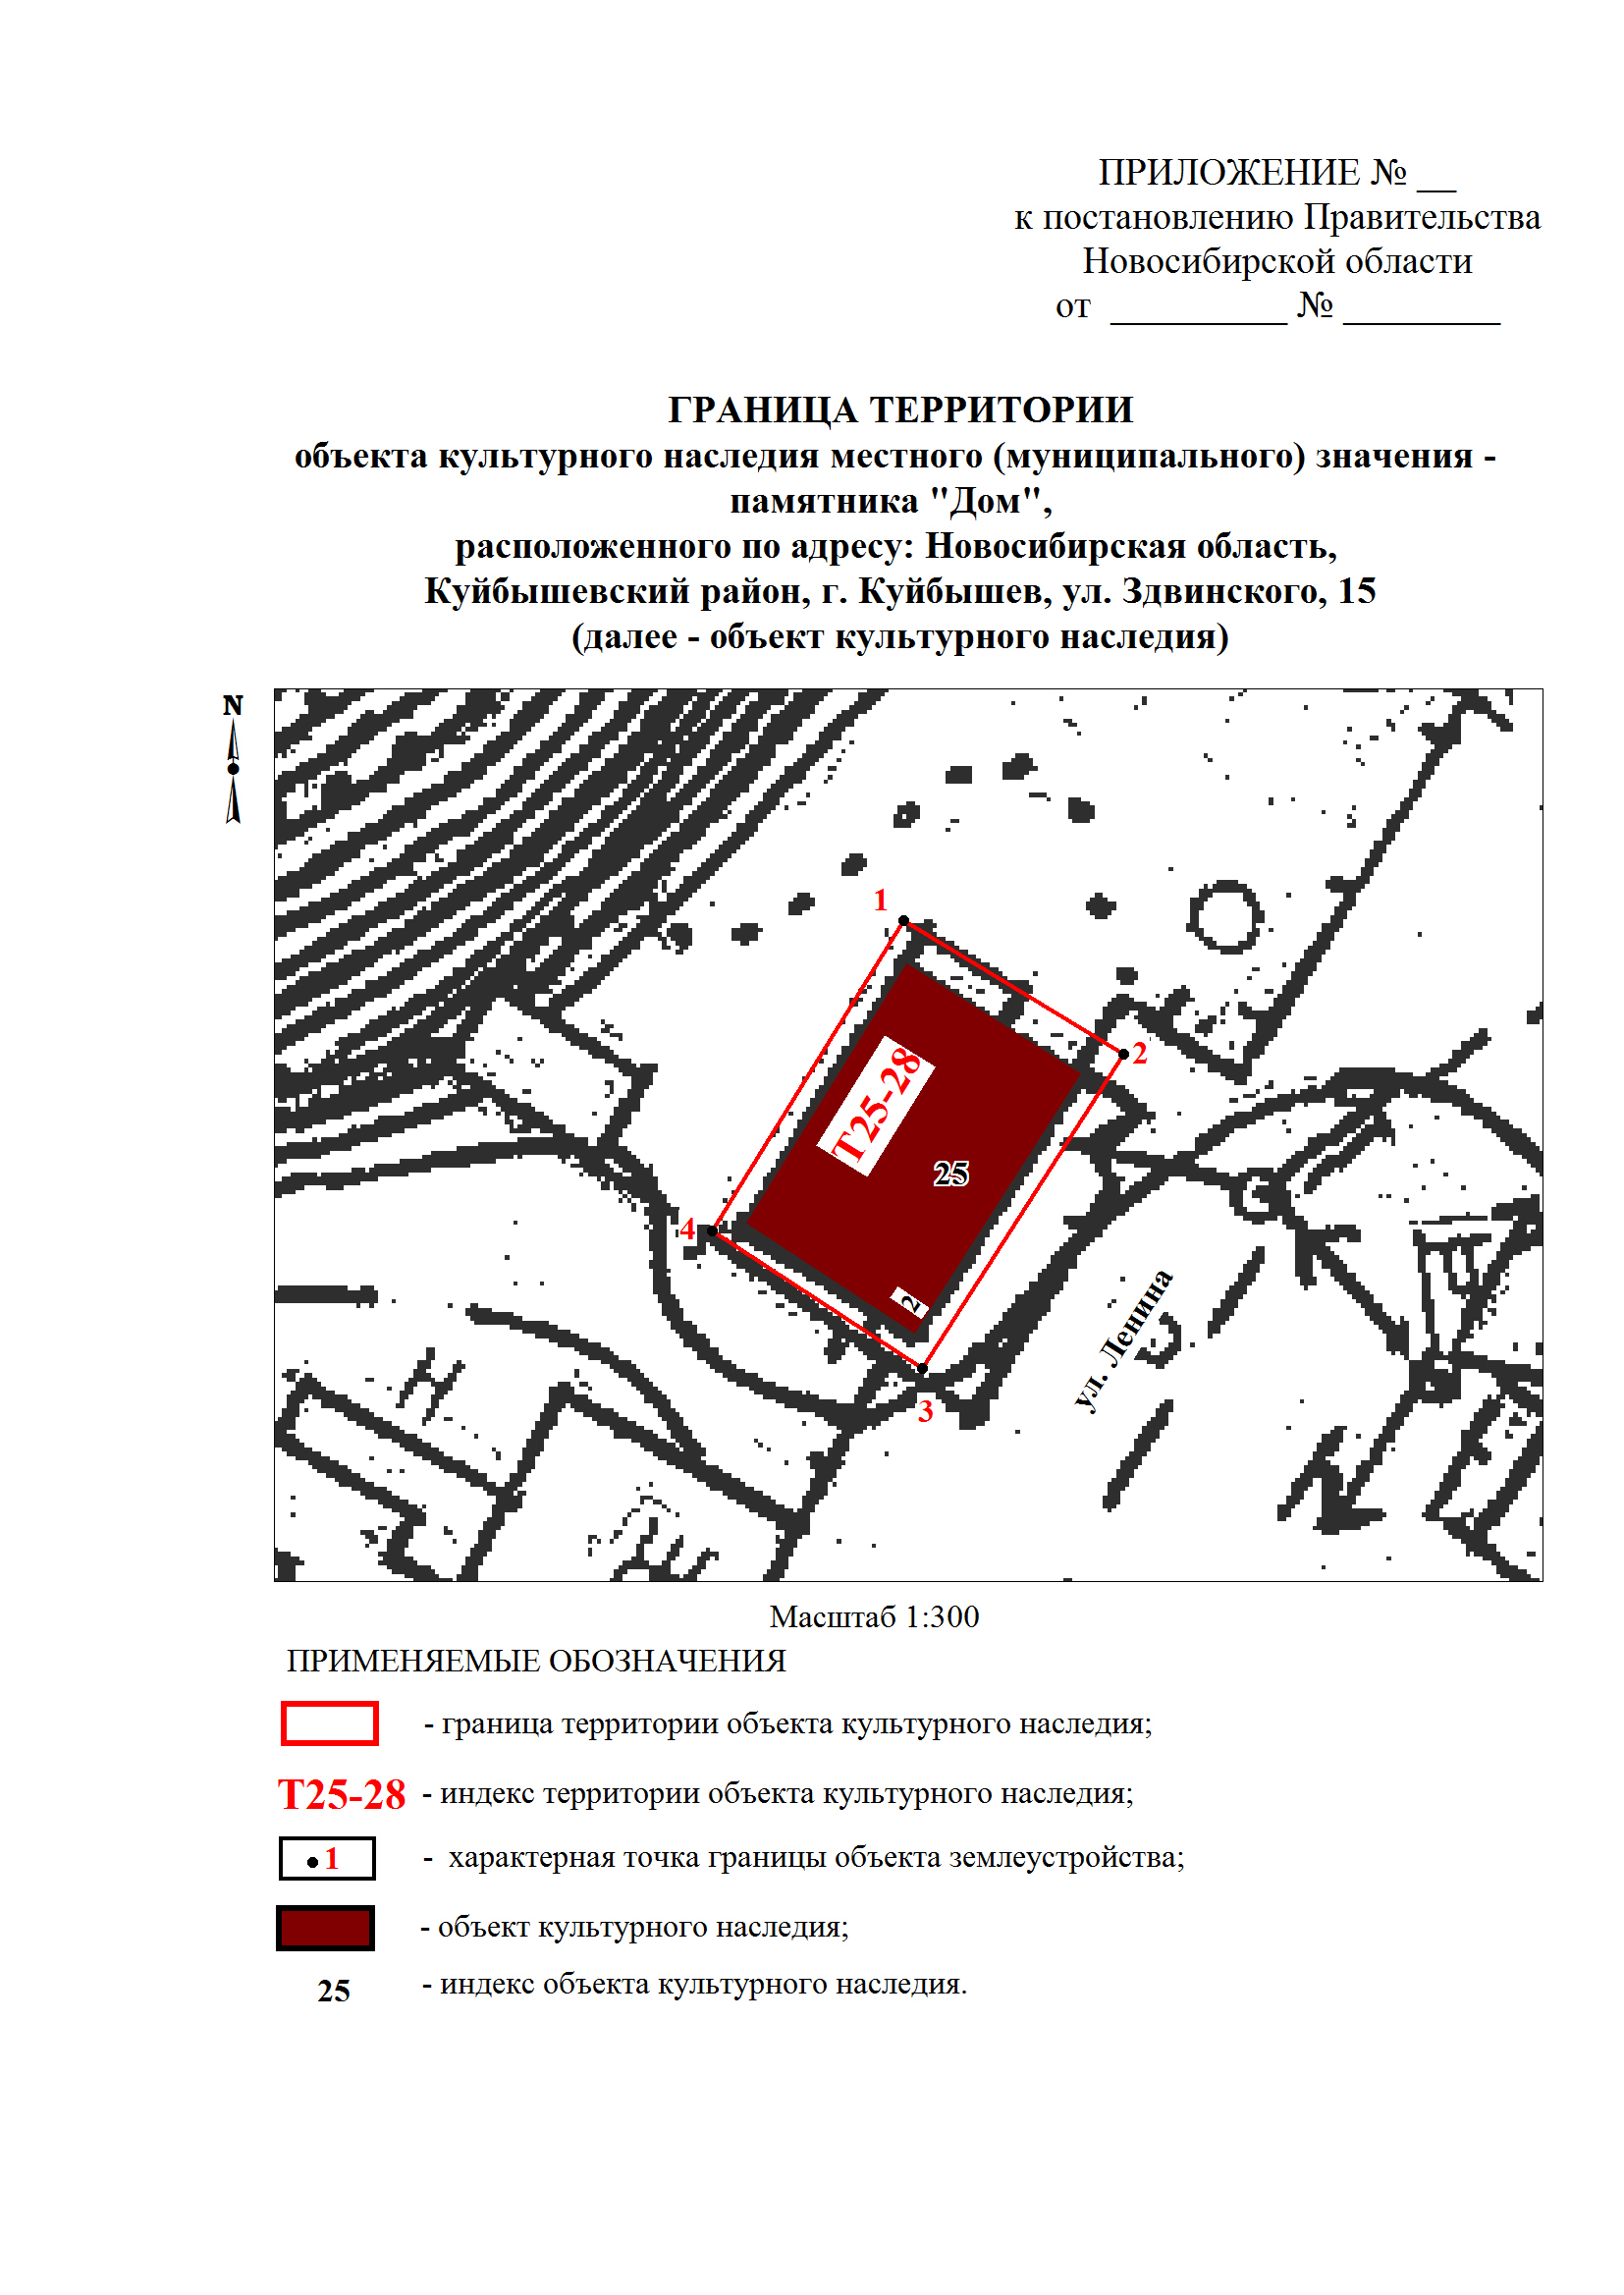 ПРИЛОЖЕНИЕ № __
к постановлению Правительства
Новосибирской области
от _________ № ________
ГРАНИЦА ТЕРРИТОРИИ
объекта культурного наследия местного (муниципального) значения -
памятника "Дом",
расположенного по адресу: Новосибирская область,
Куйбышевский район, г. Куйбышев, ул. Здвинского, 15
(далее - объект культурного наследия)
N
1
2
Т25-28
25
4
2
ул. Ленина
3
Масштаб 1:300
ПРИМЕНЯЕМЫЕ ОБОЗНАЧЕНИЯ
- граница территории объекта культурного наследия;
Т25-28 - индекс территории объекта культурного наследия;
1 - характерная точка границы объекта землеустройства;
- объект культурного наследия;
25 - индекс объекта культурного наследия.